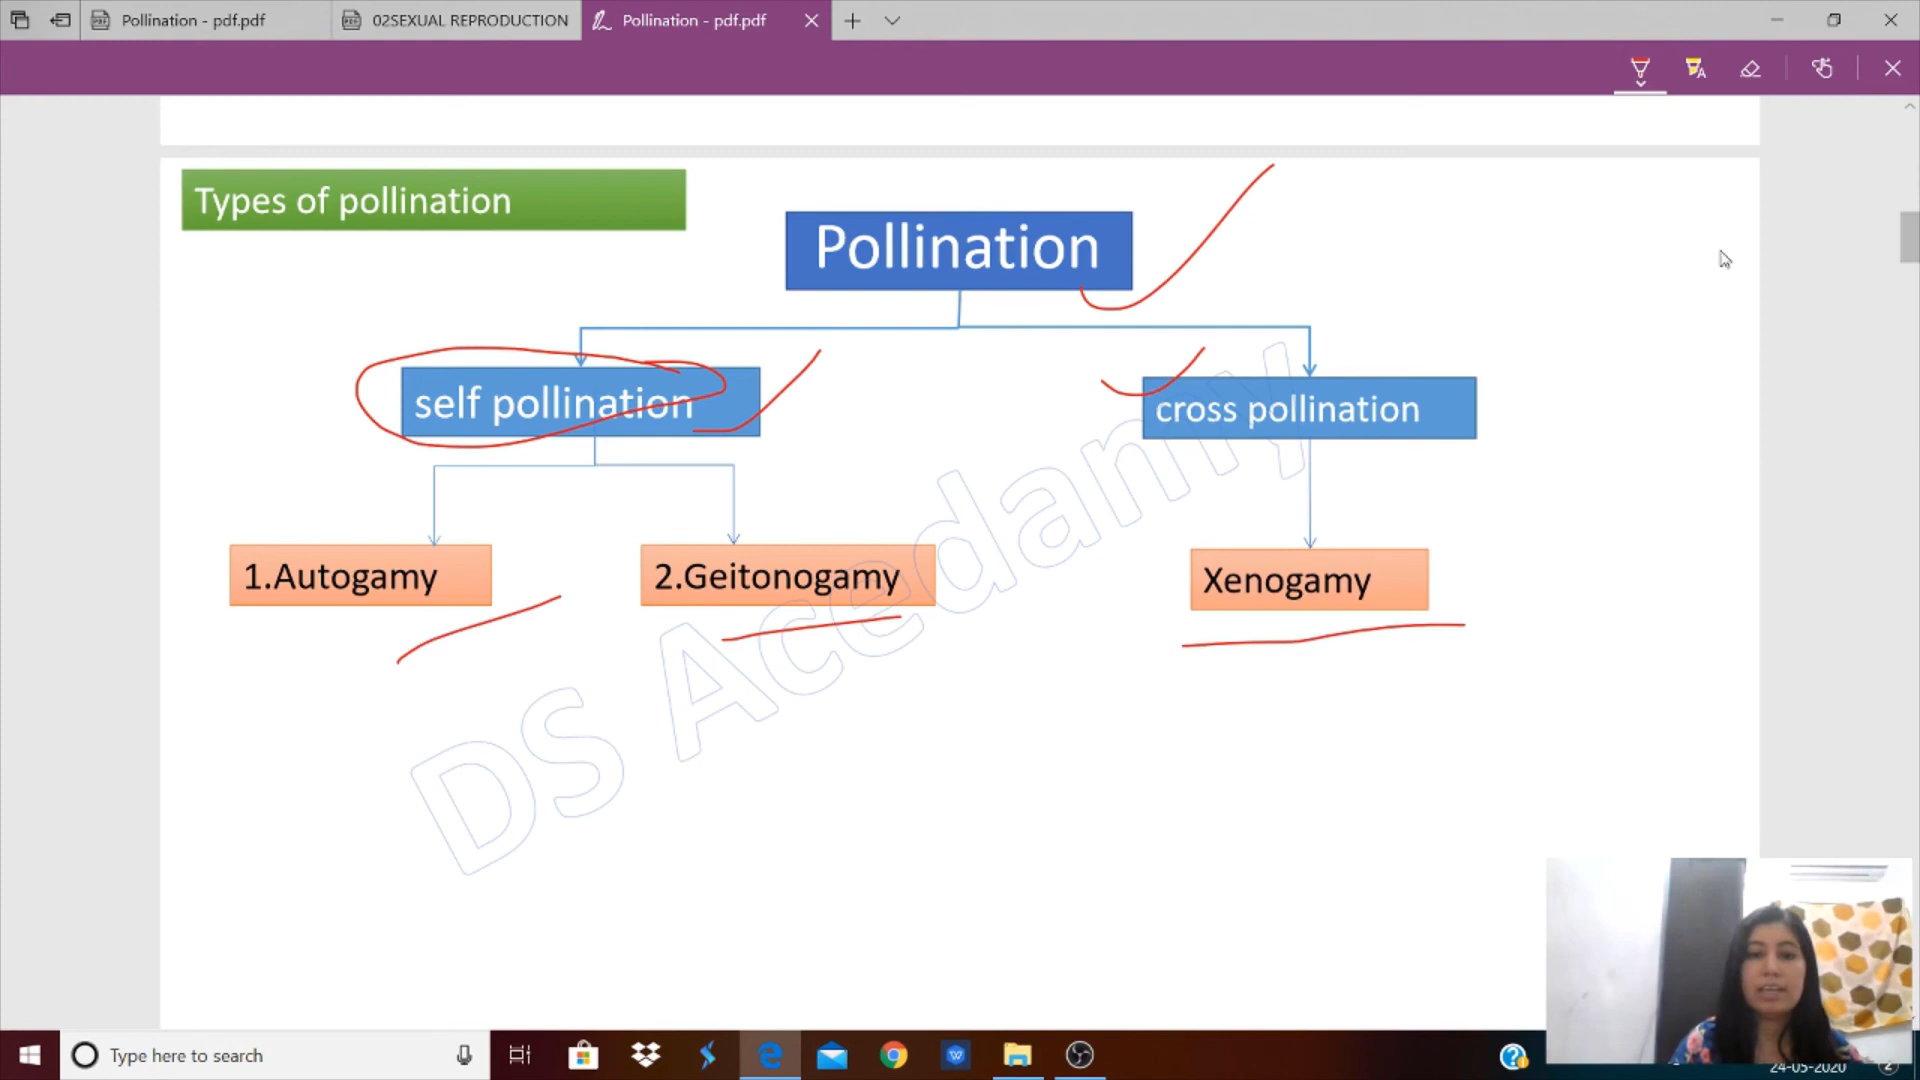 Pollination - pdf.pdf
02SEXUAL REPRODUCTION
Pollination - pdf.pdf
Types of pollination
Pollination
self pollination
cross pollination
1.Autogamy
2.Geitonogamy
Xenogamy
DS Acedamy
Type here to search
24-05-2020
2